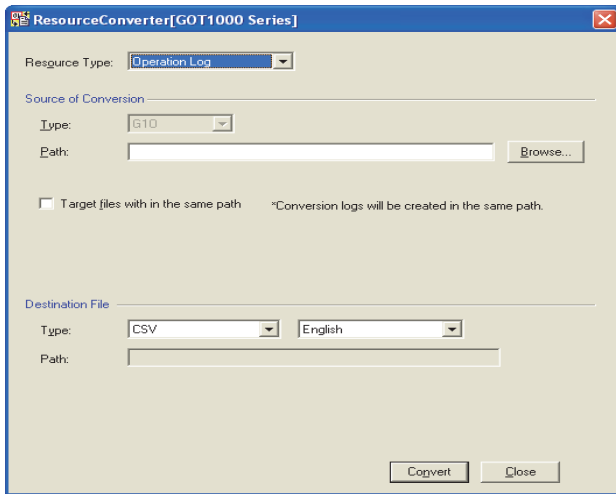 ResourceConverter[GOT1000 Series]
Resource Type: Operation Log
Source of Conversion
Type: G1O
Path: Browse...
Target files with in the same path *Conversion logs will be created in the same path.
Destination File
Type: CSV English
Path:
Convert Close